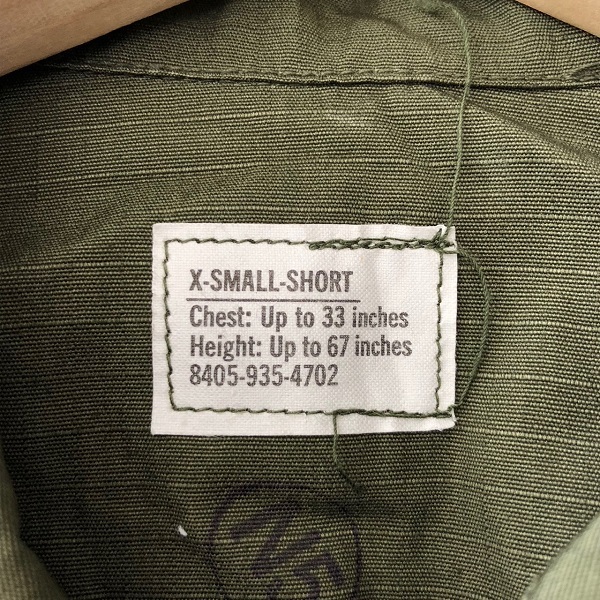 X-SMALL-SHORT
Chest: Up to 33 inches
Height: Up to 67 inches
8405-935-4702